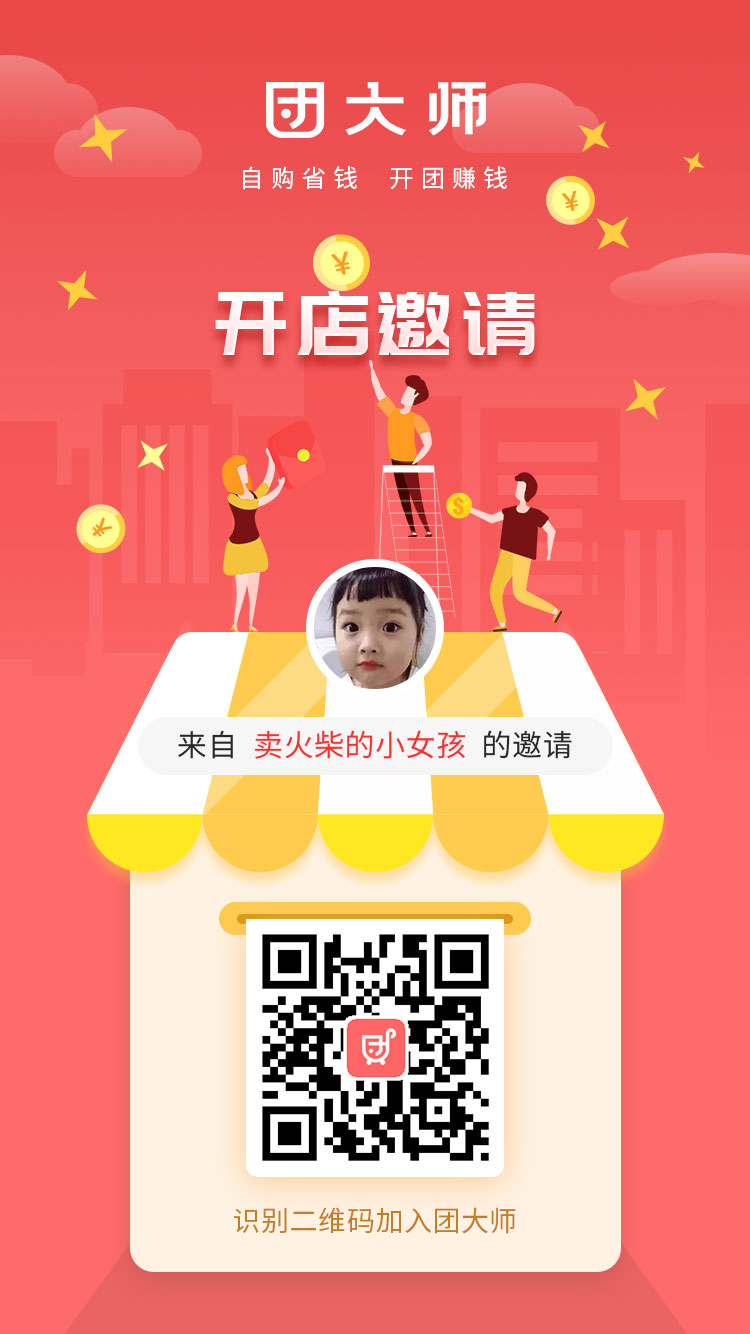 团大师
自购省钱 开团赚钱
开店邀请
来自 卖火柴的小女孩 的邀请
团
识别二维码加入团大师